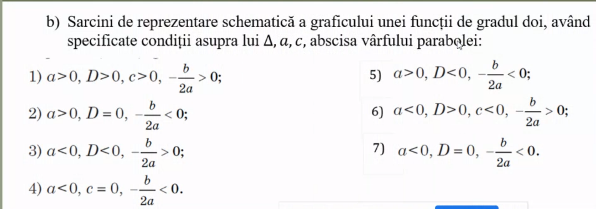 b) Sarcini de reprezentare schematică a graficului unei funcții de gradul doi, având
specificate condiții asupra lui Δ, a, c, abscisa vârfului parabolei:
1) a>0, D>0, c>0, −b/2a > 0;
2) a>0, D = 0, −b/2a < 0;
3) a<0, D<0, −b/2a > 0;
4) a<0, c = 0, −b/2a < 0.
5) a>0, D<0, −b/2a < 0;
6) a<0, D>0, c<0, −b/2a > 0;
7) a<0, D = 0, −b/2a < 0.